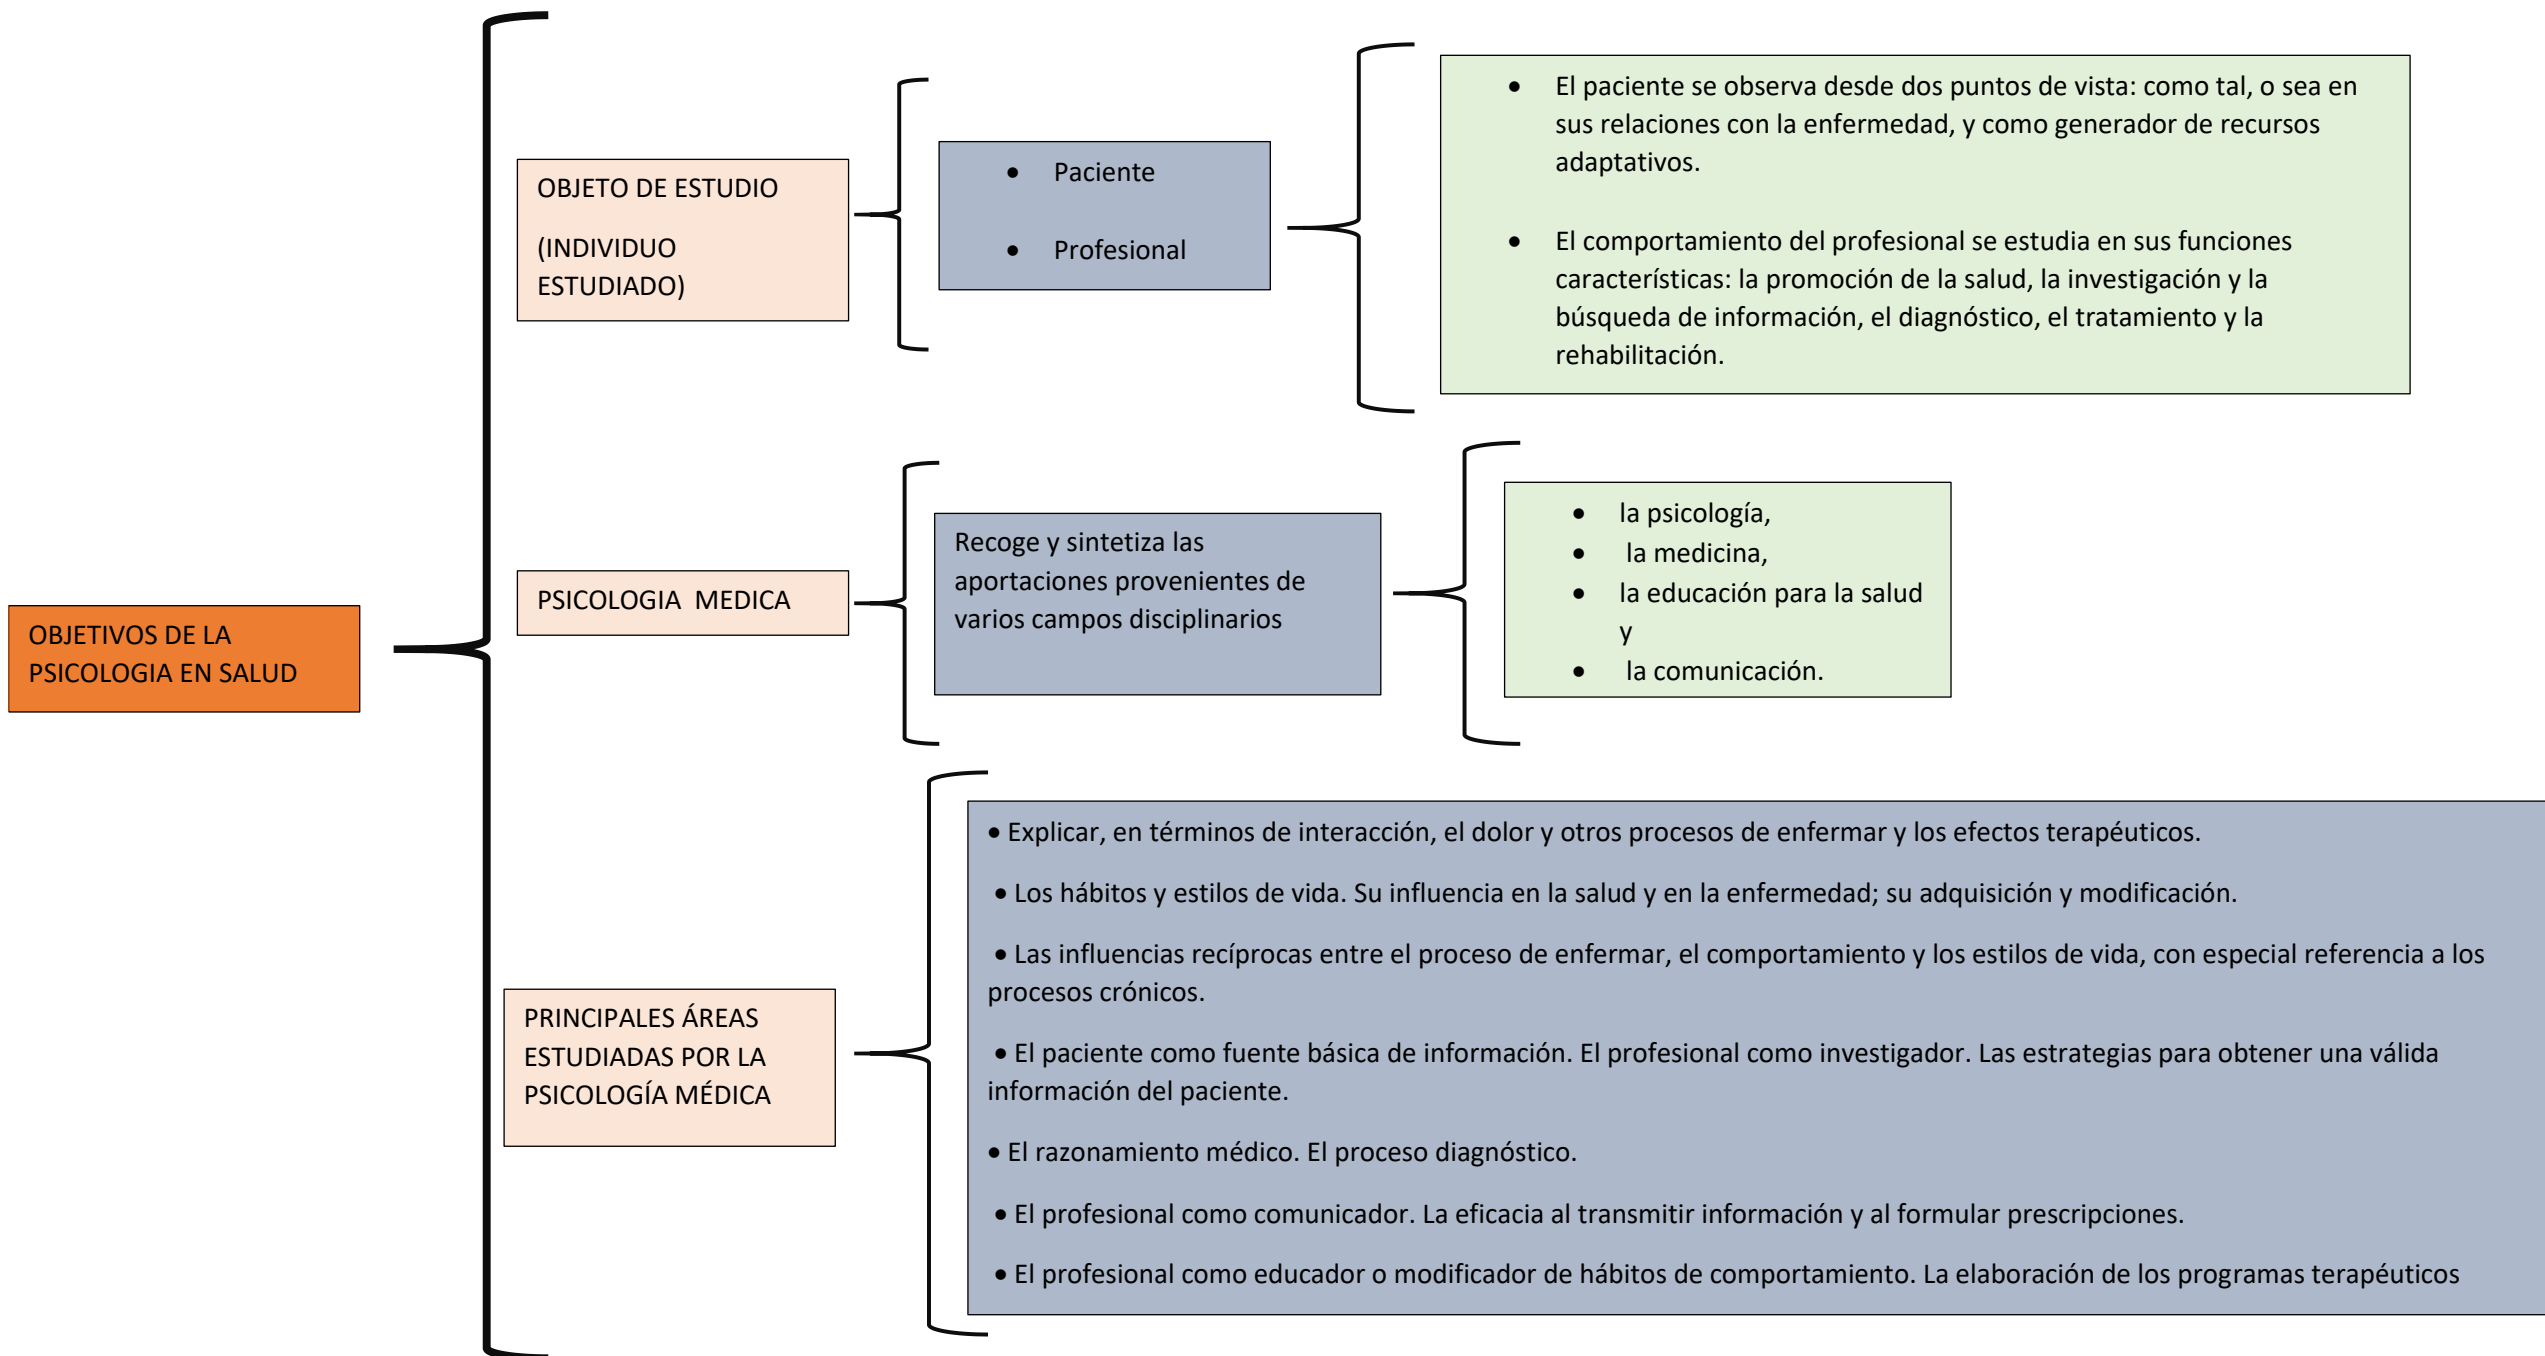 OBJETIVOS DE LA
PSICOLOGIA EN SALUD
OBJETO DE ESTUDIO
(INDIVIDUO
ESTUDIADO)
• Paciente
• Profesional
• El paciente se observa desde dos puntos de vista: como tal, o sea en
sus relaciones con la enfermedad, y como generador de recursos
adaptativos.
• El comportamiento del profesional se estudia en sus funciones
características: la promoción de la salud, la investigación y la
búsqueda de información, el diagnóstico, el tratamiento y la
rehabilitación.
PSICOLOGIA MEDICA
Recoge y sintetiza las
aportaciones provenientes de
varios campos disciplinarios
• la psicología,
• la medicina,
• la educación para la salud
y
• la comunicación.
PRINCIPALES ÁREAS
ESTUDIADAS POR LA
PSICOLOGÍA MÉDICA
• Explicar, en términos de interacción, el dolor y otros procesos de enfermar y los efectos terapéuticos.
• Los hábitos y estilos de vida. Su influencia en la salud y en la enfermedad; su adquisición y modificación.
• Las influencias recíprocas entre el proceso de enfermar, el comportamiento y los estilos de vida, con especial referencia a los
procesos crónicos.
• El paciente como fuente básica de información. El profesional como investigador. Las estrategias para obtener una válida
información del paciente.
• El razonamiento médico. El proceso diagnóstico.
• El profesional como comunicador. La eficacia al transmitir información y al formular prescripciones.
• El profesional como educador o modificador de hábitos de comportamiento. La elaboración de los programas terapéuticos